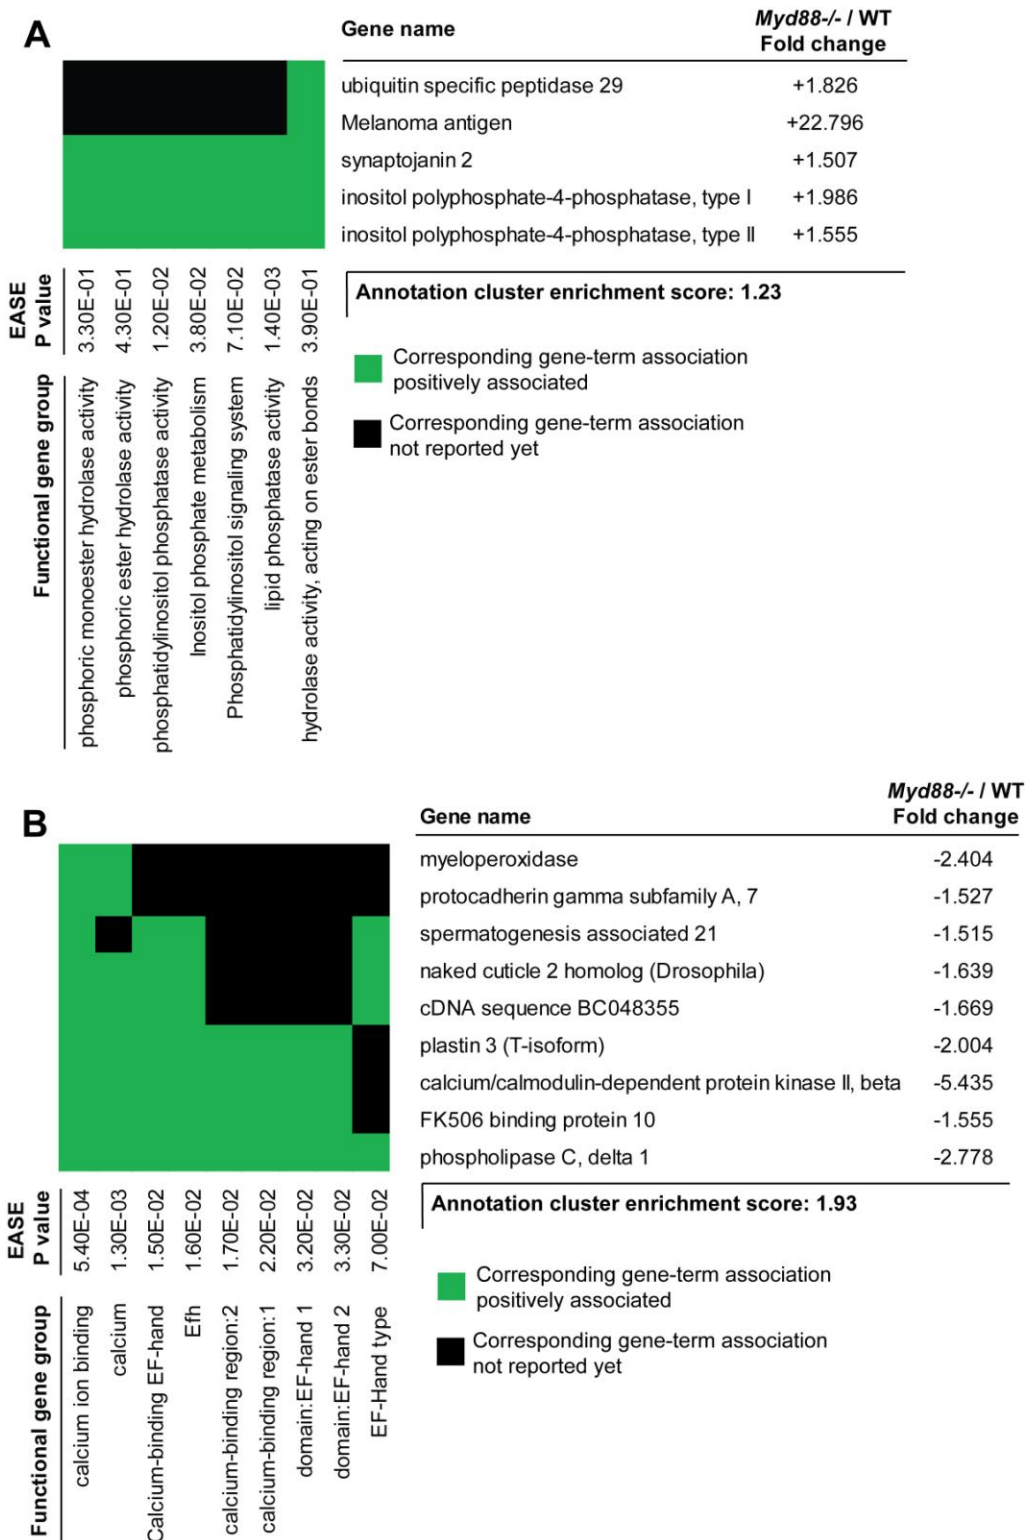 A
Gene name
Myd88-/- / WT
Fold change
ubiquitin specific peptidase 29 +1.826
Melanoma antigen +22.796
synaptojanin 2 +1.507
inositol polyphosphate-4-phosphatase, type I +1.986
inositol polyphosphate-4-phosphatase, type II +1.555
EASE
P value
3.30E-01
4.30E-01
1.20E-02
3.80E-02
7.10E-02
1.40E-03
3.90E-01
Annotation cluster enrichment score: 1.23
Corresponding gene-term association
positively associated
Corresponding gene-term association
not reported yet
Functional gene group
phosphoric monoester hydrolase activity
phosphoric ester hydrolase activity
phosphatidylinositol phosphatase activity
Inositol phosphate metabolism
Phosphatidylinositol signaling system
lipid phosphatase activity
hydrolase activity, acting on ester bonds
B
Gene name
Myd88-/- / WT
Fold change
myeloperoxidase -2.404
protocadherin gamma subfamily A, 7 -1.527
spermatogenesis associated 21 -1.515
naked cuticle 2 homolog (Drosophila) -1.639
cDNA sequence BC048355 -1.669
plastin 3 (T-isoform) -2.004
calcium/calmodulin-dependent protein kinase II, beta -5.435
FK506 binding protein 10 -1.555
phospholipase C, delta 1 -2.778
EASE
P value
5.40E-04
1.30E-03
1.50E-02
1.60E-02
1.70E-02
2.20E-02
3.20E-02
3.30E-02
7.00E-02
Annotation cluster enrichment score: 1.93
Corresponding gene-term association
positively associated
Corresponding gene-term association
not reported yet
Functional gene group
calcium ion binding
calcium
Calcium-binding EF-hand
Efh
calcium-binding region:2
calcium-binding region:1
domain:EF-hand 1
domain:EF-hand 2
EF-Hand type